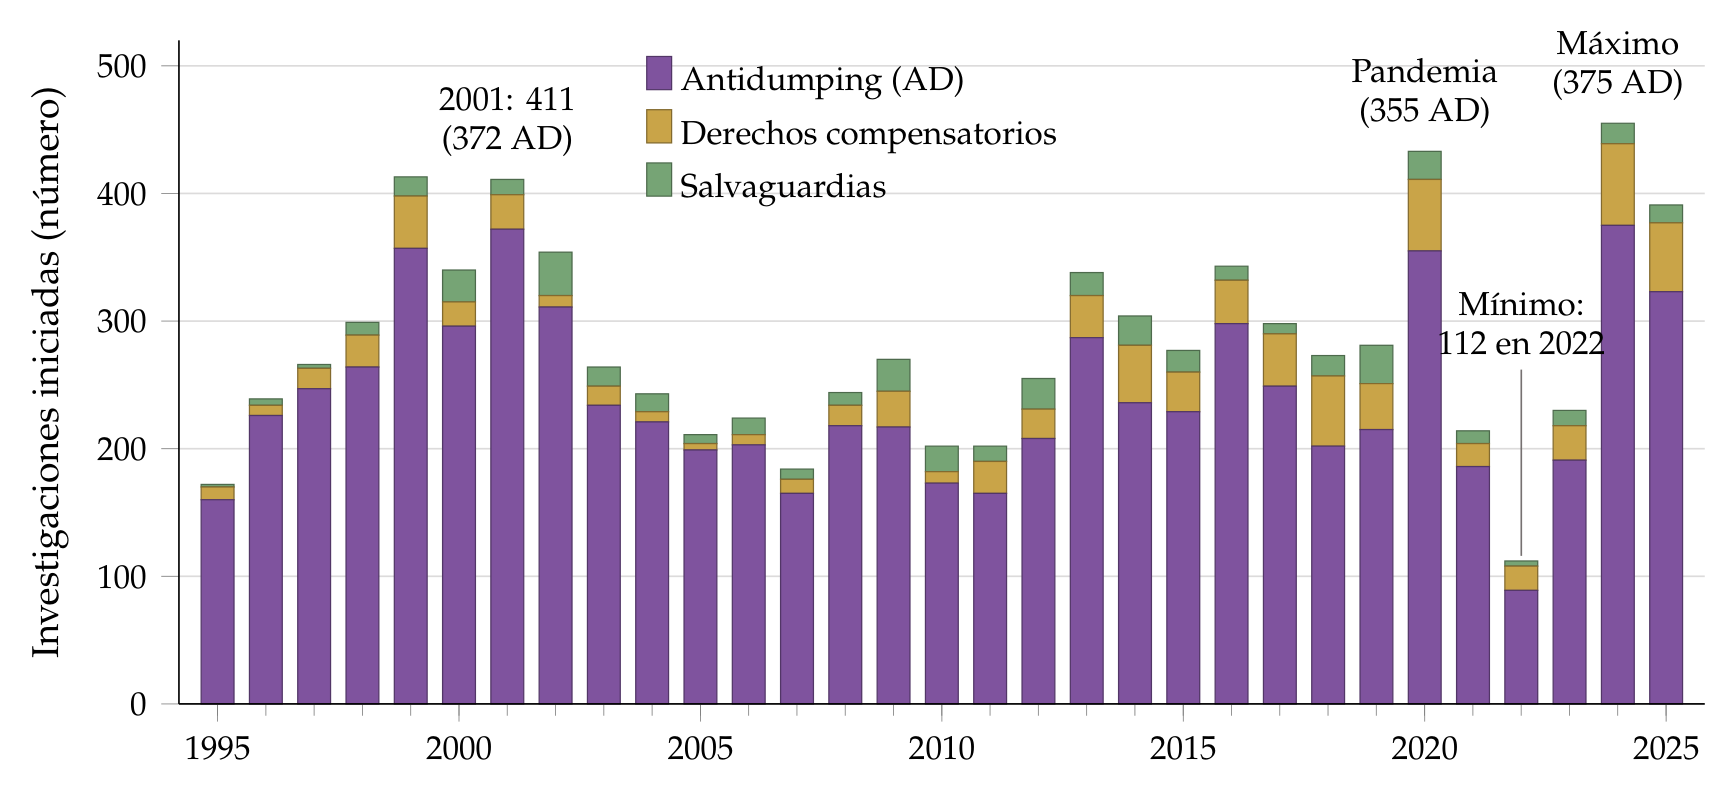 Investigaciones iniciadas (número)
500
400
300
200
100
0
2001: 411
(372 AD)
Antidumping (AD)
Derechos compensatorios
Salvaguardias
Pandemia
(355 AD)
Máximo
(375 AD)
Mínimo:
112 en 2022
1995 2000 2005 2010 2015 2020 2025